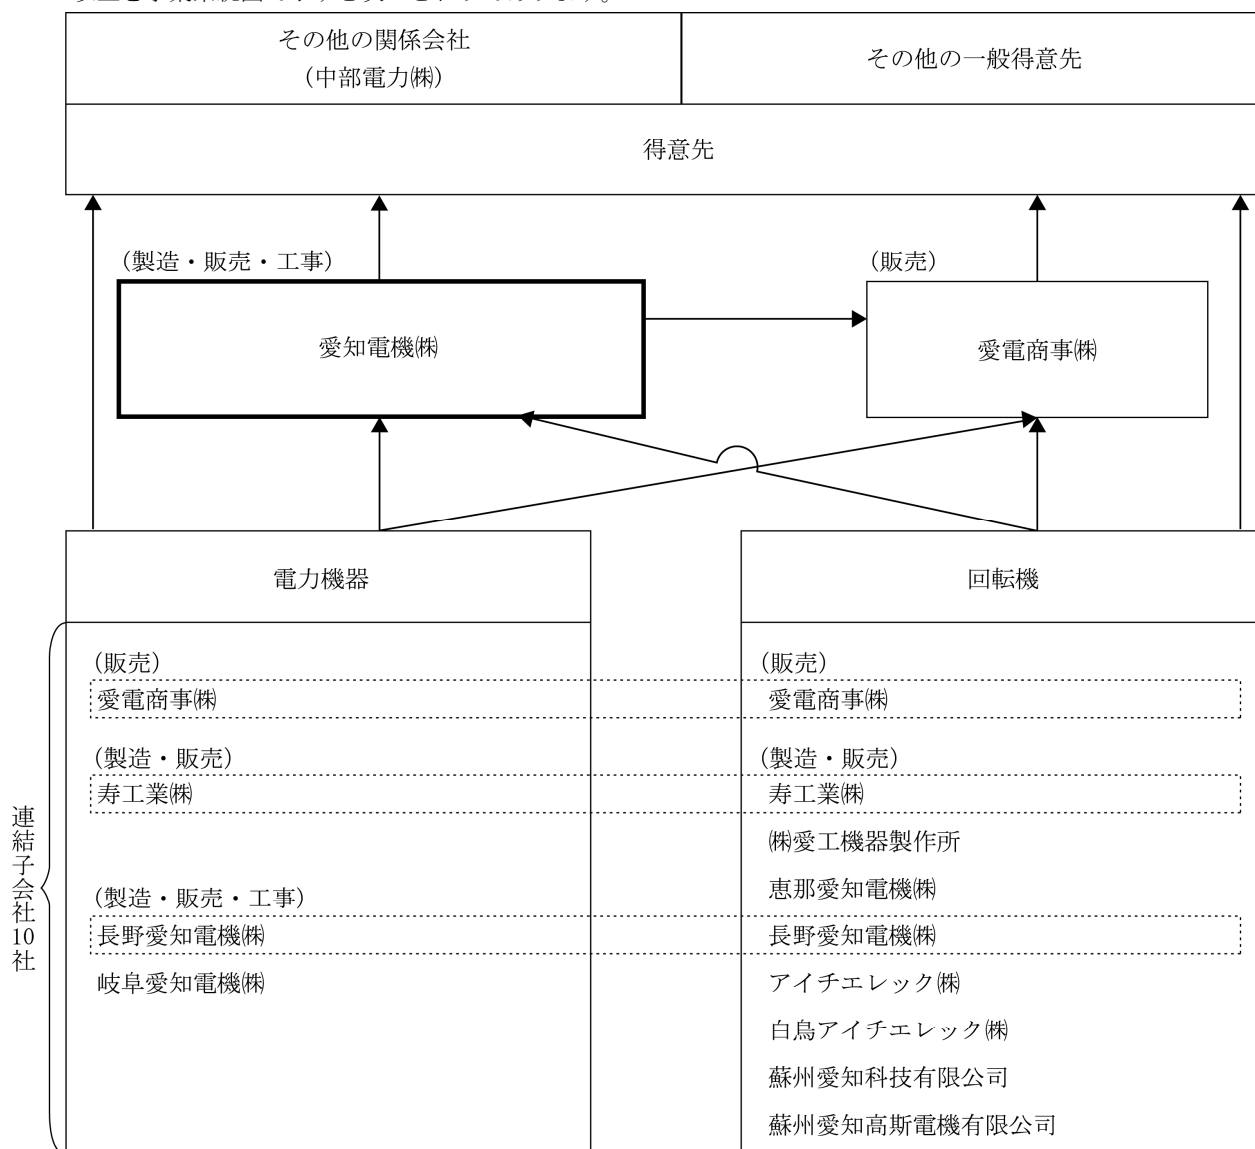 その他の関係会社
（中部電力㈱）
その他の一般得意先
得意先
（製造・販売・工事）
（販売）
愛知電機㈱
愛電商事㈱
電力機器
回転機
連結子会社10社
（販売）
愛電商事㈱
（製造・販売）
寿工業㈱
（製造・販売・工事）
長野愛知電機㈱
岐阜愛知電機㈱
（販売）
愛電商事㈱
（製造・販売）
寿工業㈱
㈱愛工機器製作所
恵那愛知電機㈱
長野愛知電機㈱
アイチエレック㈱
白鳥アイチエレック㈱
蘇州愛知科技有限公司
蘇州愛知高斯電機有限公司